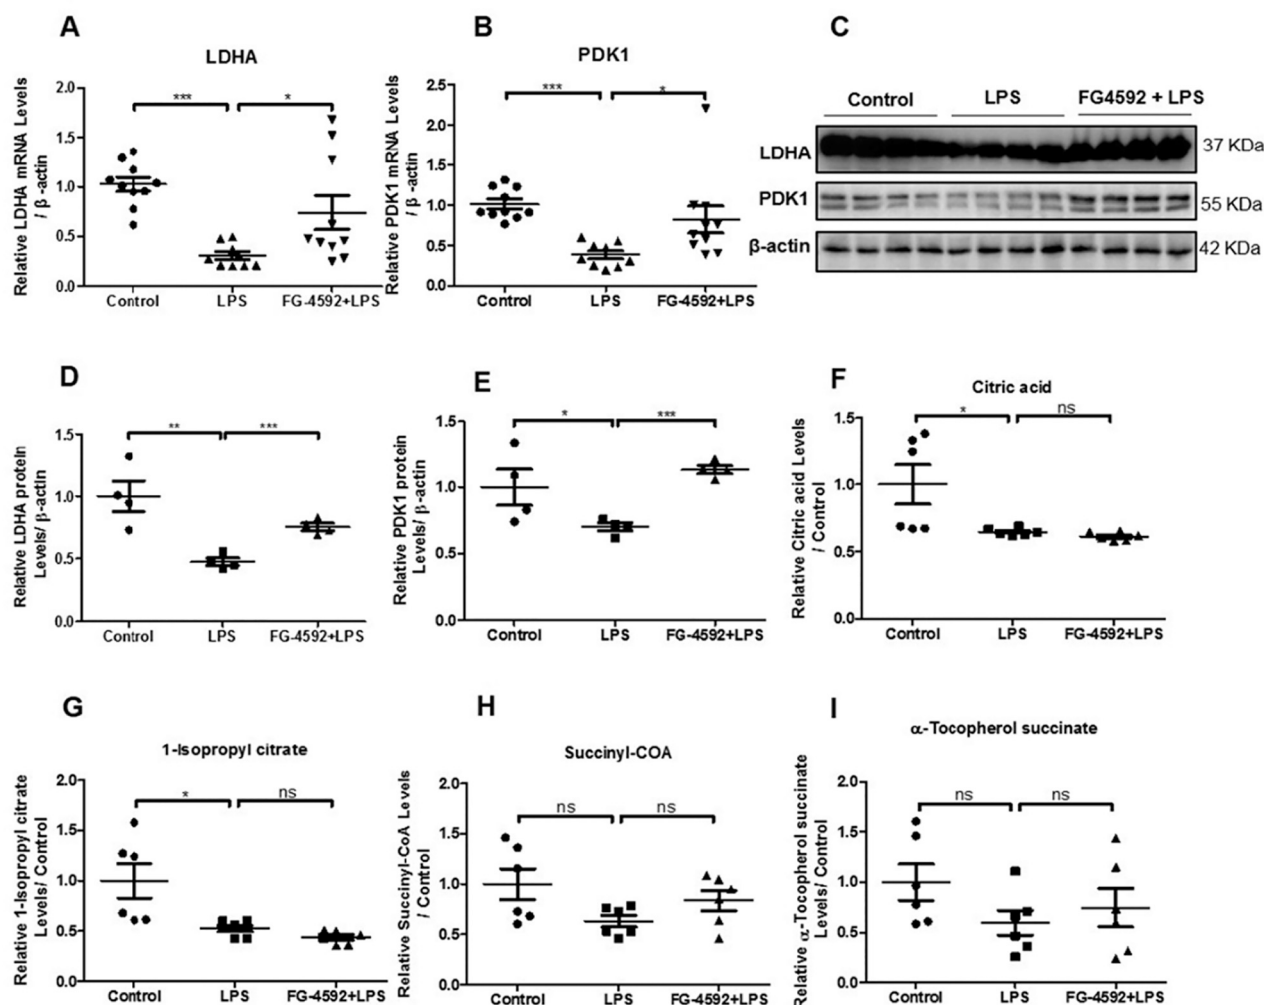 A
LDHA
Relative LDHA mRNA Levels
/ β -actin
2.0
1.5
1.0
0.5
0.0
***
*
Control
LPS
FG-4592+LPS
B
PDK1
Relative PDK1 mRNA Levels
/ β -actin
2.5
2.0
1.5
1.0
0.5
0.0
***
*
Control
LPS
FG-4592+LPS
C
Control
LPS
FG4592 + LPS
LDHA
37 KDa
PDK1
55 KDa
β-actin
42 KDa
D
Relative LDHA protein
Levels/ β-actin
1.5
1.0
0.5
0.0
**
***
Control
LPS
FG-4592+LPS
E
Relative PDK1 protein
Levels/ β-actin
1.5
1.0
0.5
0.0
*
***
Control
LPS
FG-4592+LPS
F
Citric acid
Relative Citric acid Levels
/ Control
1.5
1.0
0.5
0.0
*
ns
Control
LPS
FG-4592+LPS
G
1-Isopropyl citrate
Relative 1-Isopropyl citrate
Levels/ Control
2.0
1.5
1.0
0.5
0.0
*
ns
Control
LPS
FG-4592+LPS
H
Succinyl-COA
Relative Succinyl-CoA Levels
/ Control
2.0
1.5
1.0
0.5
0.0
ns
ns
Control
LPS
FG-4592+LPS
I
α-Tocopherol succinate
Relative α-Tocopherol succinate
Levels/ Control
2.0
1.5
1.0
0.5
0.0
ns
ns
Control
LPS
FG-4592+LPS